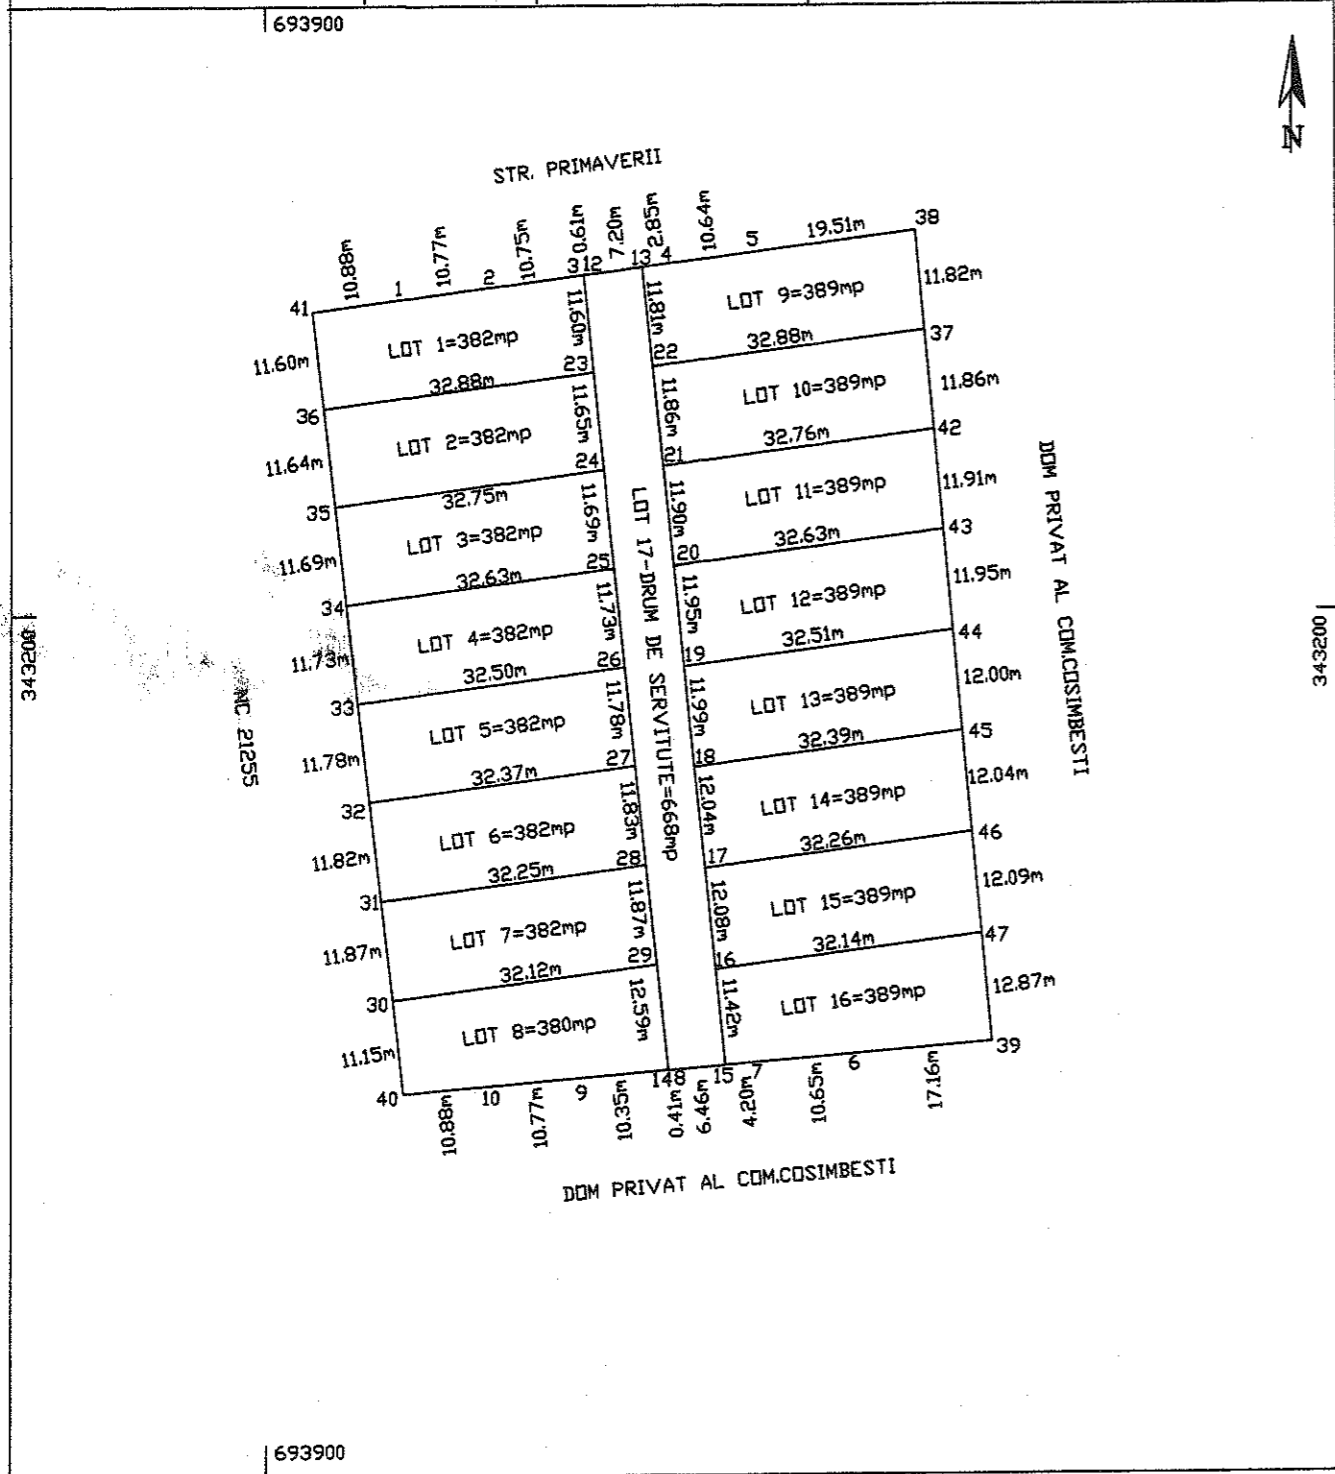 693900
N
STR. PRIMAVERII
10.88m
10.77m
10.75m
0.61m
7.20m
2.85m
10.64m
19.51m
41
1
2
3
12
13
4
5
38
11.60m
LOT 1=382mp
11.60m
23
32.88m
36
11.81m
LOT 9=389mp
11.82m
22
32.88m
37
11.64m
LOT 2=382mp
11.65m
24
32.75m
35
11.86m
LOT 10=389mp
11.86m
21
32.76m
42
11.69m
LOT 3=382mp
11.69m
25
32.63m
34
11.90m
LOT 11=389mp
11.91m
20
32.63m
43
11.73m
LOT 4=382mp
11.73m
26
32.50m
33
11.95m
LOT 12=389mp
11.95m
19
32.51m
44
11.78m
LOT 5=382mp
11.78m
27
32.37m
32
11.99m
LOT 13=389mp
12.00m
18
32.39m
45
11.82m
LOT 6=382mp
11.83m
28
32.25m
31
12.04m
LOT 14=389mp
12.04m
17
32.26m
46
11.87m
LOT 7=382mp
11.87m
29
32.12m
30
12.08m
LOT 15=389mp
12.09m
16
32.14m
47
11.15m
LOT 8=380mp
12.59m
11.42m
LOT 16=389mp
12.87m
LOT 17-DRUM DE SERVITUTE=668mp
40
10
9
14
8
15
7
6
39
10.88m
10.77m
10.35m
0.41m
6.46m
4.20m
10.65m
17.16m
NC 21255
DOM PRIVAT AL COM.COSIMBESTI
DOM PRIVAT AL COM.COSIMBESTI
343200
343200
693900